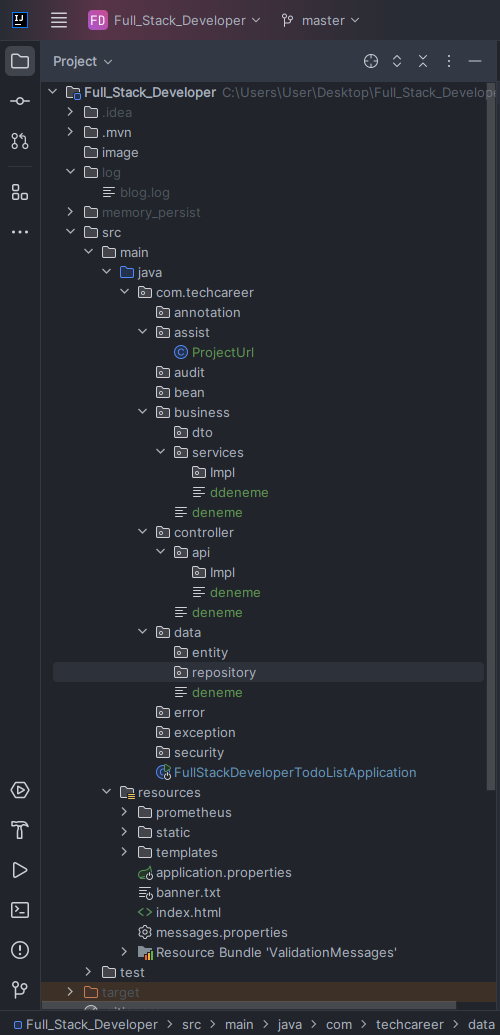 IJ FD Full_Stack_Developer master
Project
Full_Stack_Developer C:\Users\User\Desktop\Full_Stack_Develope
.idea
.mvn
image
log
blog.log
memory_persist
src
main
java
com.techcareer
annotation
assist
ProjectUrl
audit
bean
business
dto
services
Impl
ddeneme
deneme
controller
api
Impl
deneme
deneme
data
entity
repository
deneme
error
exception
security
FullStackDeveloperTodoListApplication
resources
prometheus
static
templates
application.properties
banner.txt
index.html
messages.properties
Resource Bundle 'ValidationMessages'
test
target
Full_Stack_Developer > src > main > java > com > techcareer > data